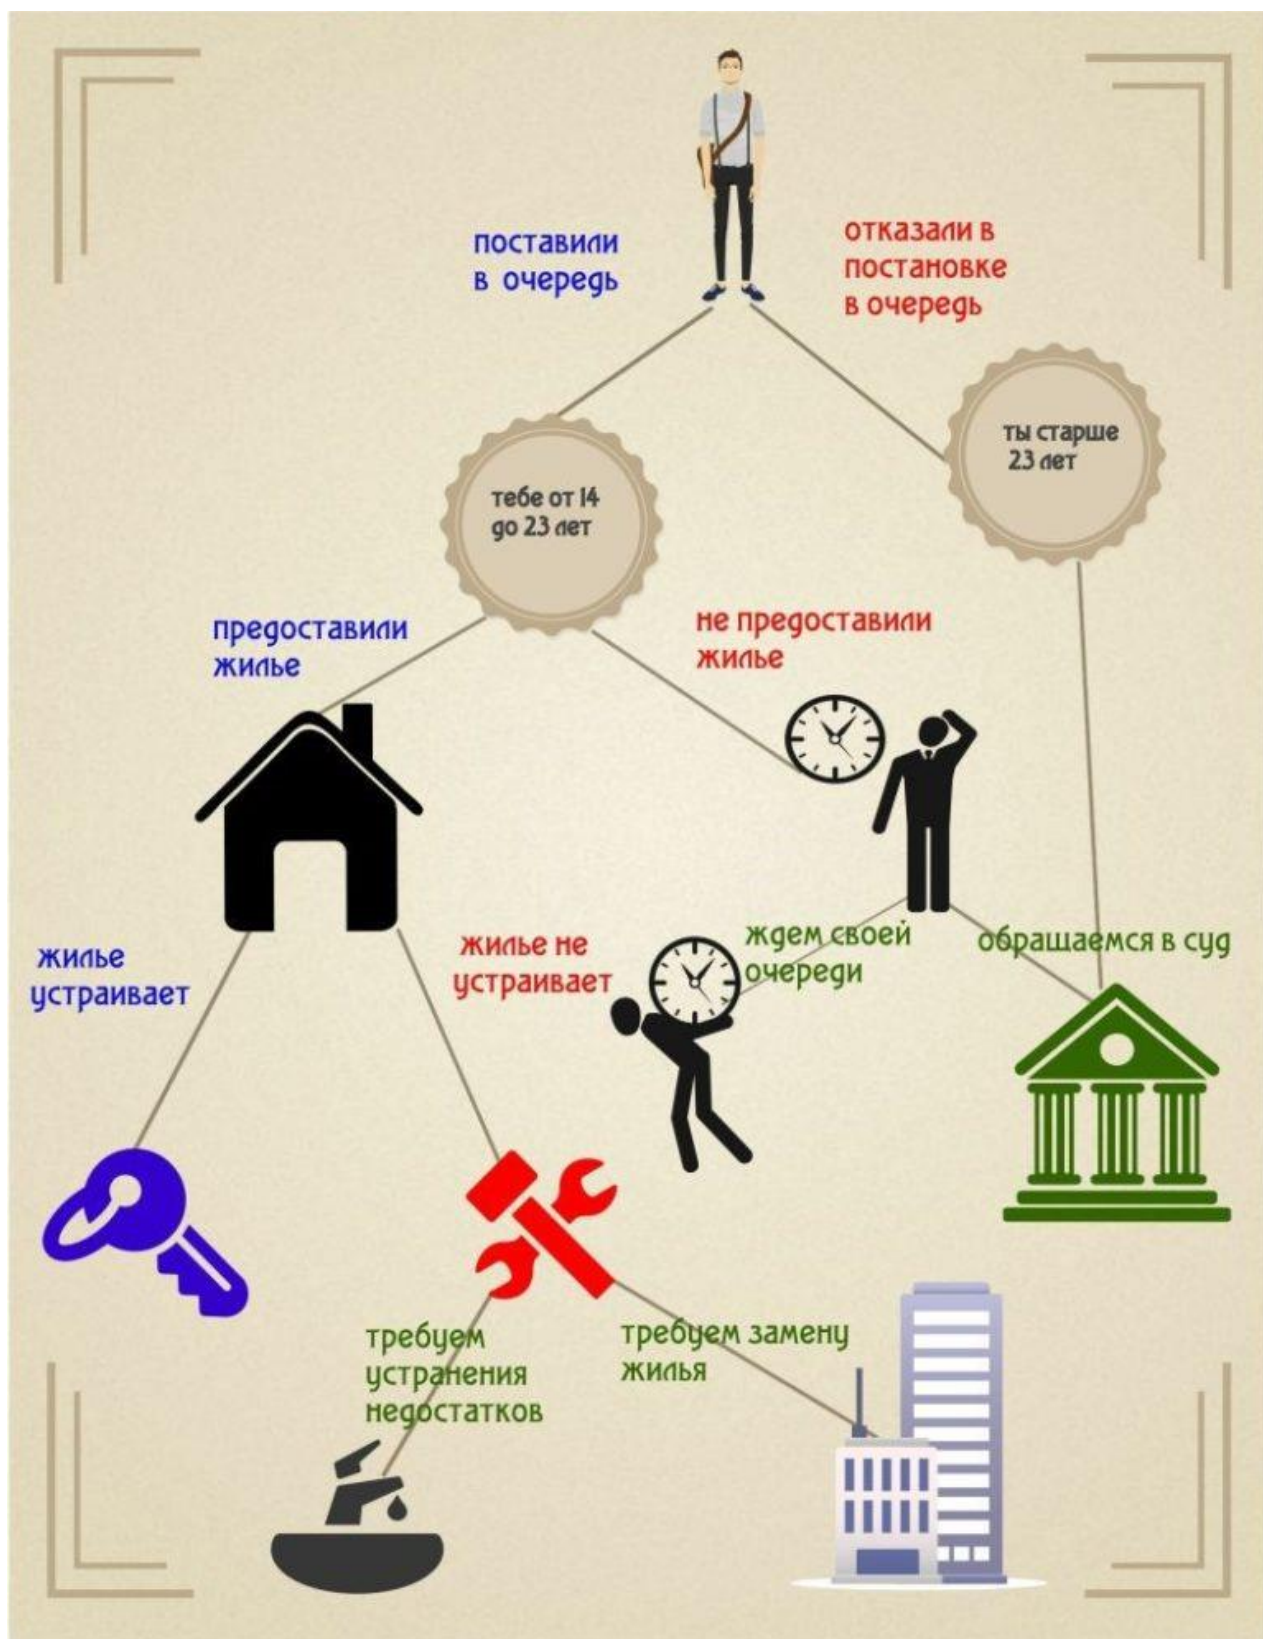 поставили
в очередь
отказали в
постановке
в очередь
ты старше
23 лет
тебе от 14
до 23 лет
предоставили
жилье
не предоставили
жилье
жилье
устраивает
жилье не
устраивает
ждем своей
очереди
обращаемся в суд
требуем
устранения
недостатков
требуем замену
жилья